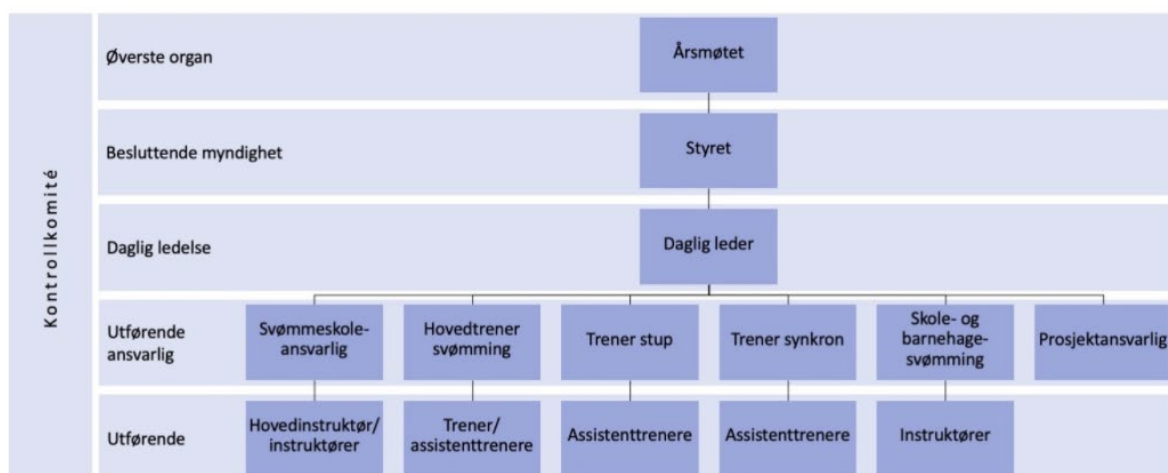 Kontrollkomité
Øverste organ
Årsmøtet
Besluttende myndighet
Styret
Daglig ledelse
Daglig leder
Utførende
ansvarlig
Svømmeskole-
ansvarlig
Hovedtrener
svømming
Trener stup
Trener synkron
Skole- og
barnehage-
svømming
Prosjektansvarlig
Utførende
Hovedinstruktør/
instruktører
Trener/
assistenttrenere
Assistenttrenere
Assistenttrenere
Instruktører